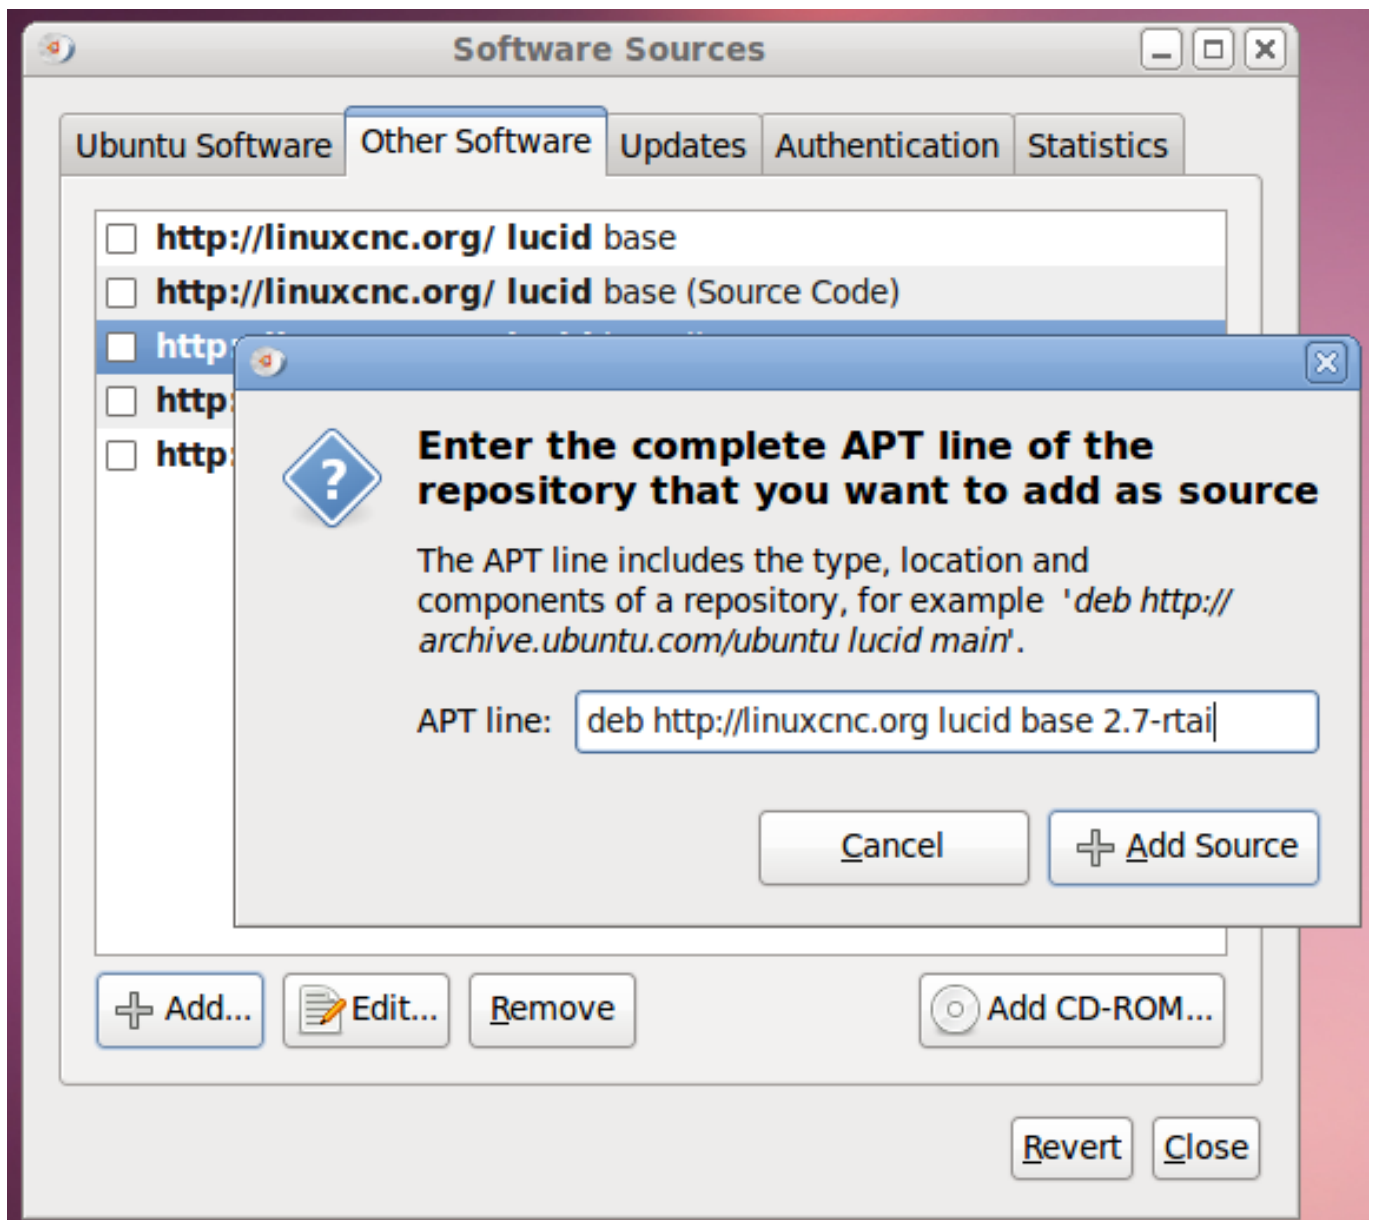 Software Sources
Ubuntu Software
Other Software
Updates
Authentication
Statistics
http://linuxcnc.org/ lucid base
http://linuxcnc.org/ lucid base (Source Code)
http:
http:
http:
Enter the complete APT line of the
repository that you want to add as source
The APT line includes the type, location and
components of a repository, for example 'deb http://
archive.ubuntu.com/ubuntu lucid main'.
APT line: deb http://linuxcnc.org lucid base 2.7-rtai
Cancel
Add Source
Add...
Edit...
Remove
Add CD-ROM...
Revert
Close